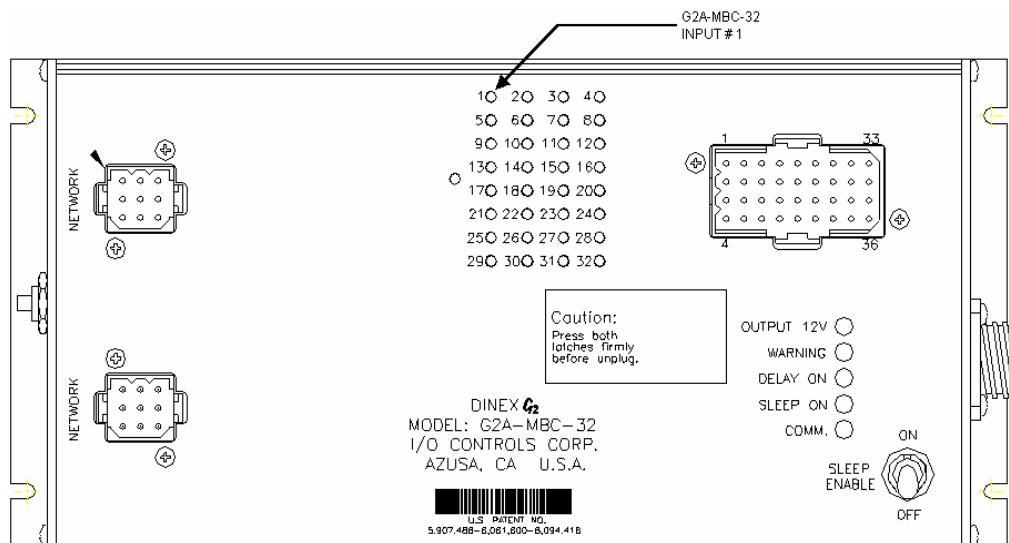 G2A-MBC-32
INPUT # 1
1 2 3 4
5 6 7 8
9 10 11 12
13 14 15 16
17 18 19 20
21 22 23 24
25 26 27 28
29 30 31 32
NETWORK
NETWORK
1 33
4 36
Caution:
Press both
latches firmly
before unplug.
OUTPUT 12V
WARNING
DELAY ON
SLEEP ON
COMM.
DINEX G2
MODEL: G2A-MBC-32
I/O CONTROLS CORP.
AZUSA, CA U.S.A.
U.S PATENT NO.
5,907,486-6,061,600-6,094,416
ON
SLEEP
ENABLE
OFF